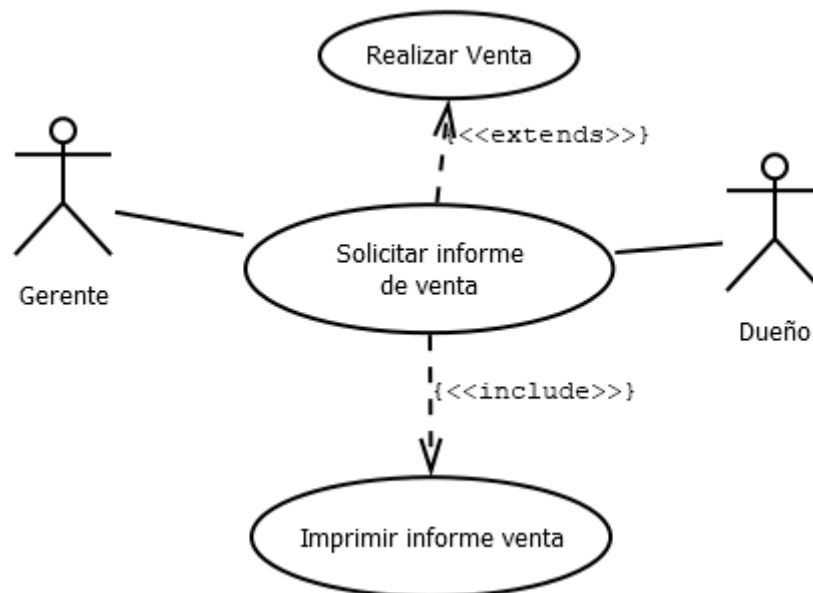 Realizar Venta
{<<extends>>}
Solicitar informe
de venta
Gerente
Dueño
{<<include>>}
Imprimir informe venta